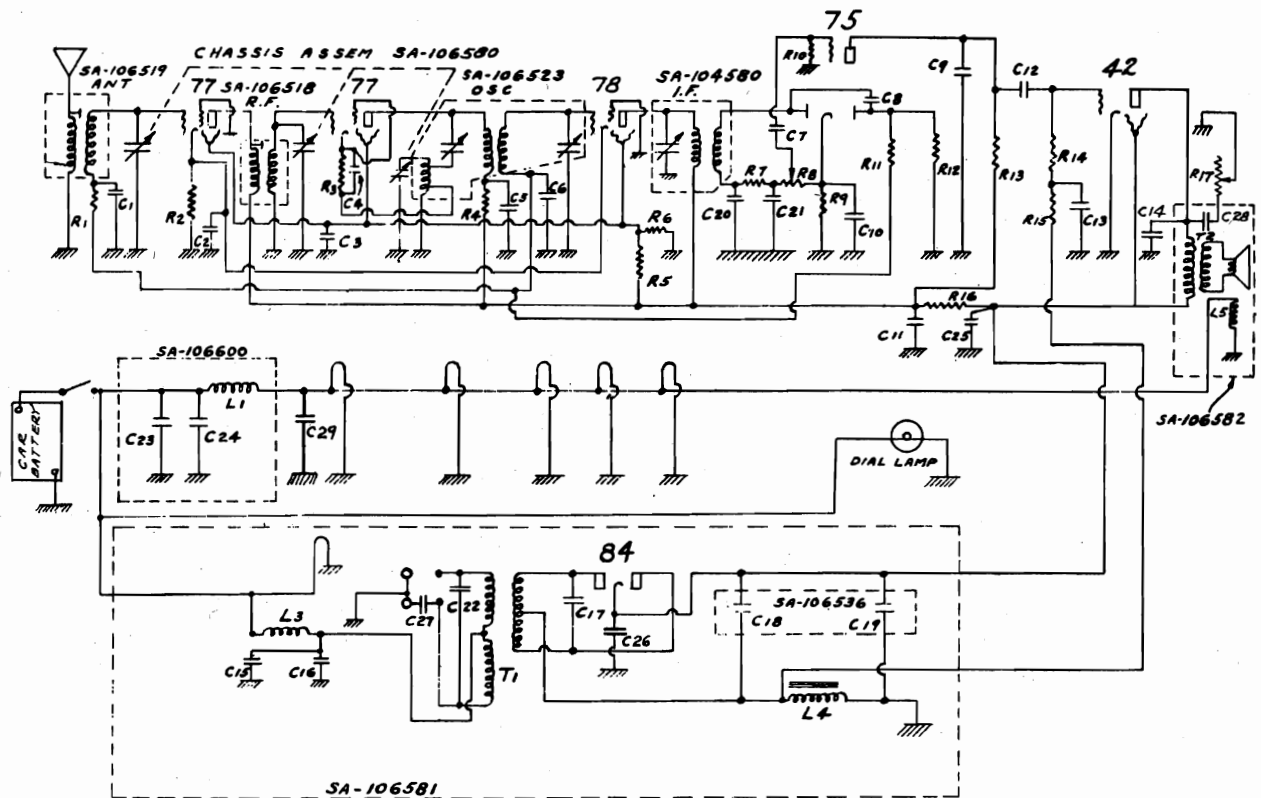 75
CHASSIS ASSEM SA-106580
SA-106519
ANT
77
SA-106518
R.F.
77
SA-106523
OSC
78
SA-104580
I.F.
R10
C9
C12
42
C8
C7
R1
C1
R2
C2
R3
C4
C3
R4
C5
C6
R6
R5
R7
R8
C20
C21
R9
C10
R11
R12
R13
R14
R15
C13
C14
R17
C28
T2
L5
R16
C11
C25
SA-106582
SA-106600
L1
C23
C24
C29
CAR
BATTERY
DIAL LAMP
84
L3
C15
C16
C27
C22
T1
C17
C26
SA-106536
C18
C19
L4
SA-106581